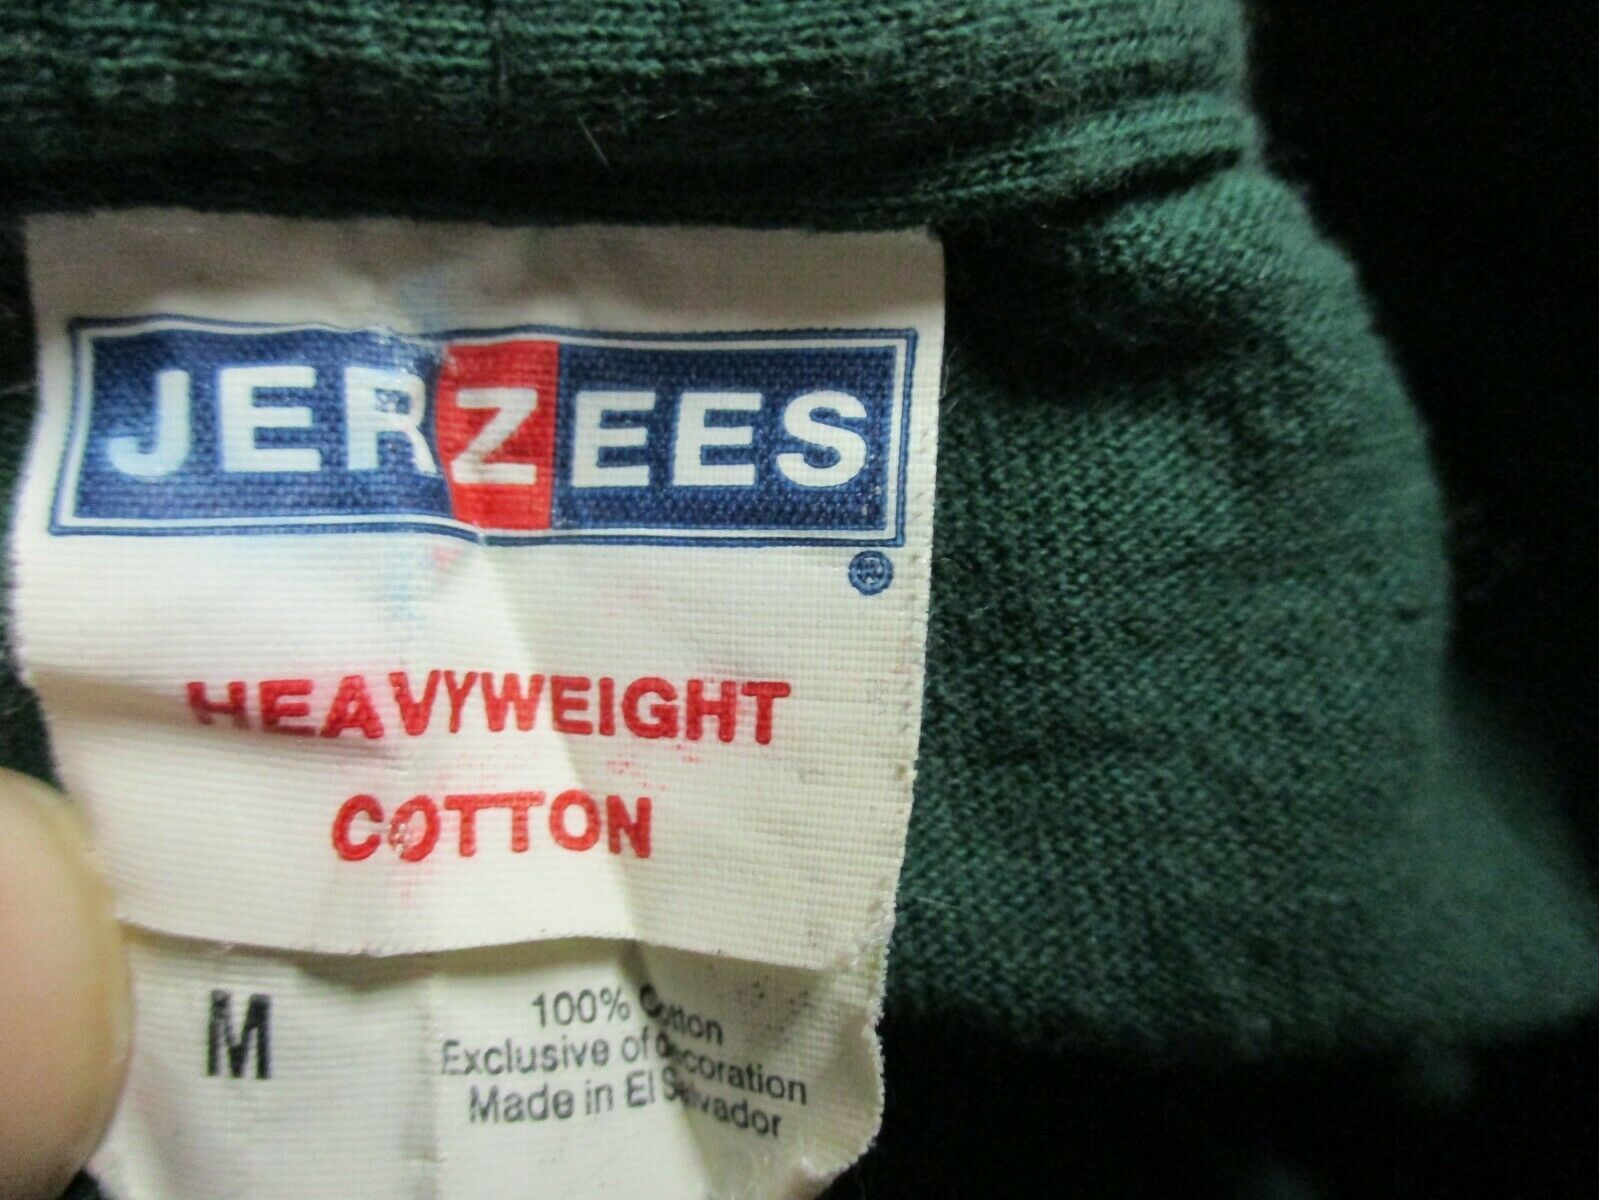 JERZEES
®
HEAVYWEIGHT
COTTON
M
100% Cotton
Exclusive of Decoration
Made in El Salvador